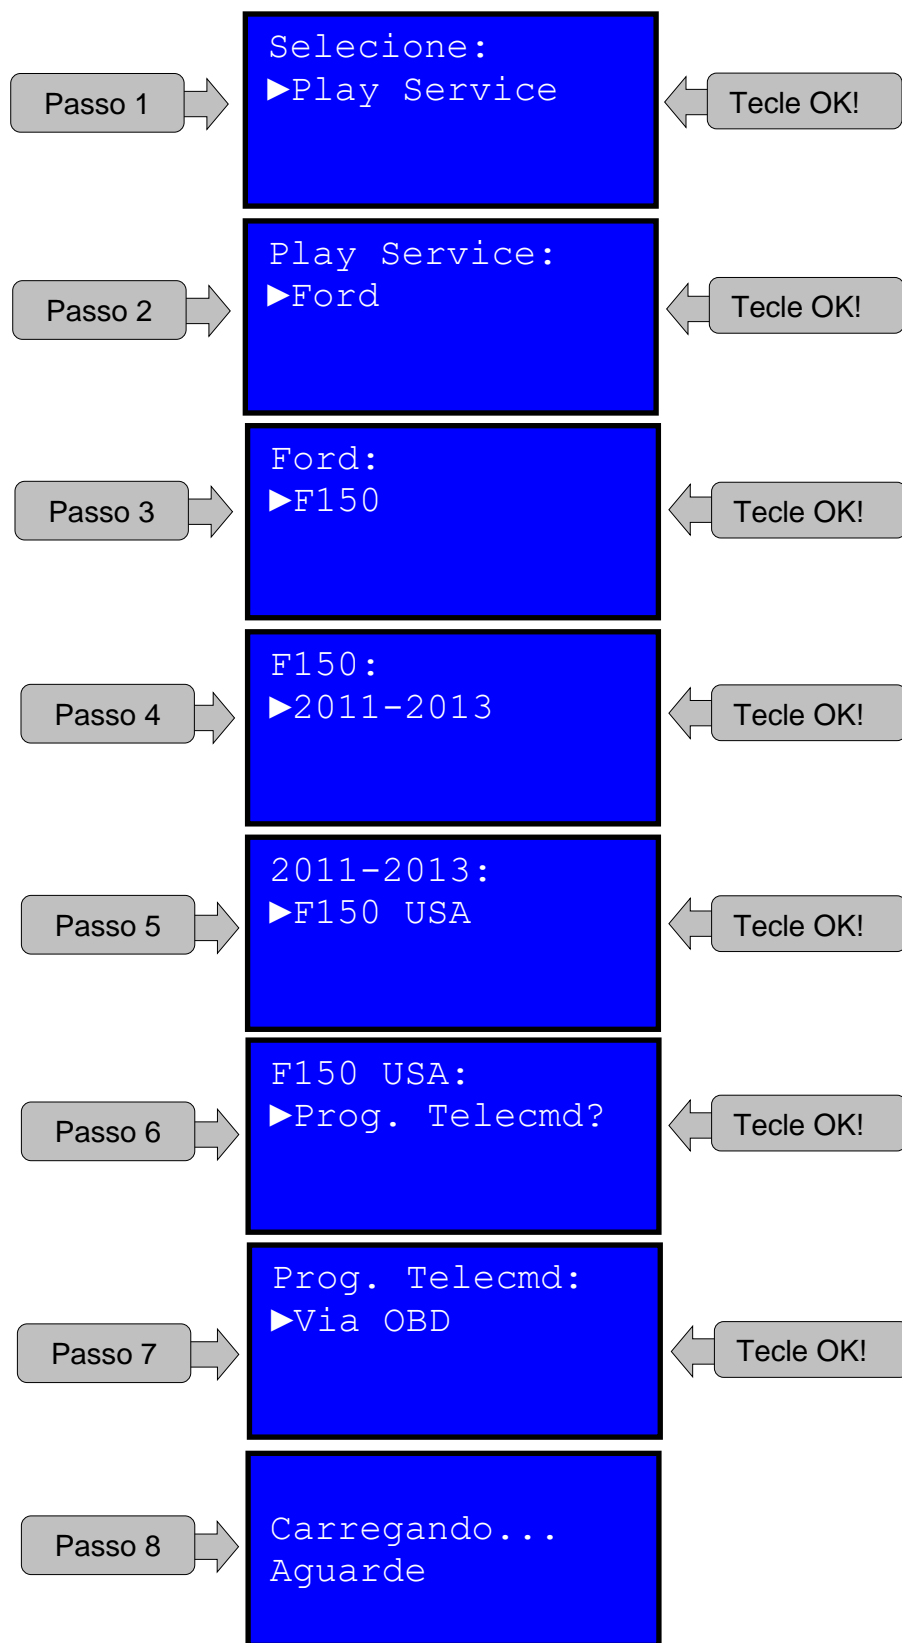 Passo 1
Selecione:
►Play Service
Tecle OK!
Passo 2
Play Service:
►Ford
Tecle OK!
Passo 3
Ford:
►F150
Tecle OK!
Passo 4
F150:
►2011-2013
Tecle OK!
Passo 5
2011-2013:
►F150 USA
Tecle OK!
Passo 6
F150 USA:
►Prog. Telecmd?
Tecle OK!
Passo 7
Prog. Telecmd:
►Via OBD
Tecle OK!
Passo 8
Carregando...
Aguarde